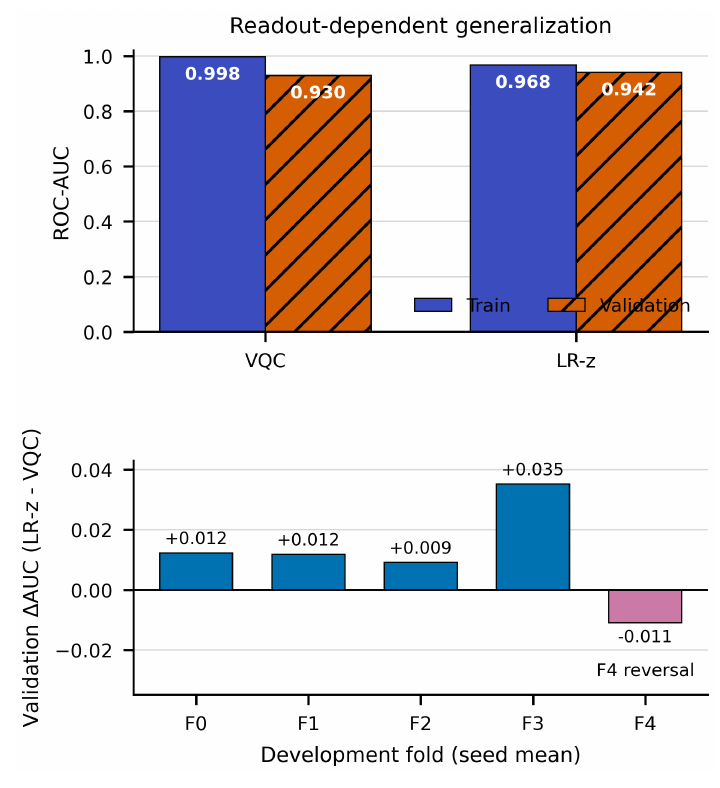 Readout-dependent generalization
ROC-AUC
1.0
0.8
0.6
0.4
0.2
0.0
0.998
0.930
0.968
0.942
Train
Validation
VQC
LR-z
Validation ΔAUC (LR-z - VQC)
0.04
0.02
0.00
−0.02
+0.012
+0.012
+0.009
+0.035
-0.011
F4 reversal
F0
F1
F2
F3
F4
Development fold (seed mean)